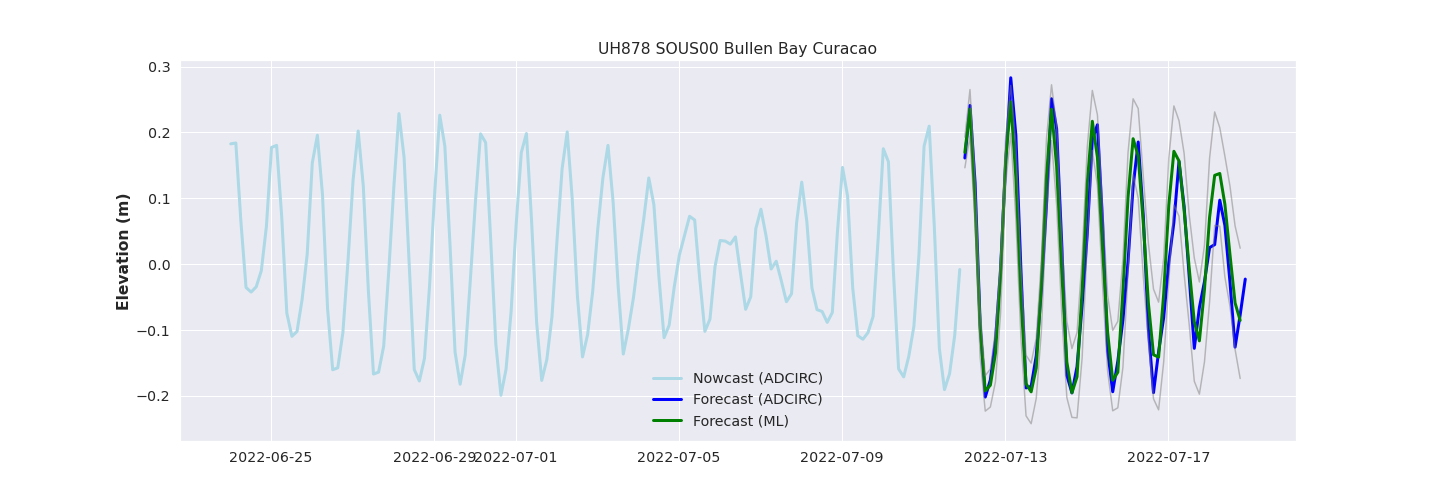 UH878 SOUS00 Bullen Bay Curacao
0.3
0.2
0.1
0.0
−0.1
−0.2
Elevation (m)
Nowcast (ADCIRC)
Forecast (ADCIRC)
Forecast (ML)
2022-06-25 2022-06-29 2022-07-01 2022-07-05 2022-07-09 2022-07-13 2022-07-17